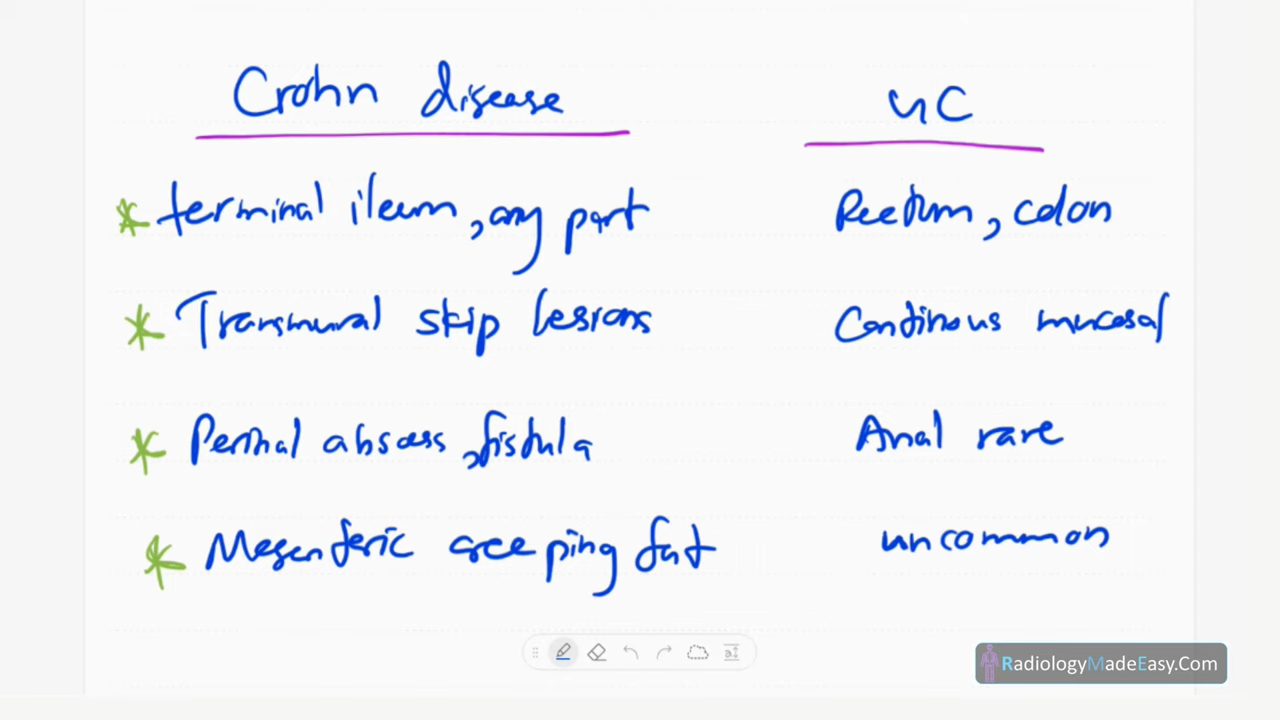 Crohn disease UC
* terminal ileum, any part Rectum, colon
* Transmural skip lesions Continous mucosal
* Perinal abscess, fistula Anal rare
* Mesenteric creeping fat uncommon
RadiologyMadeEasy.Com